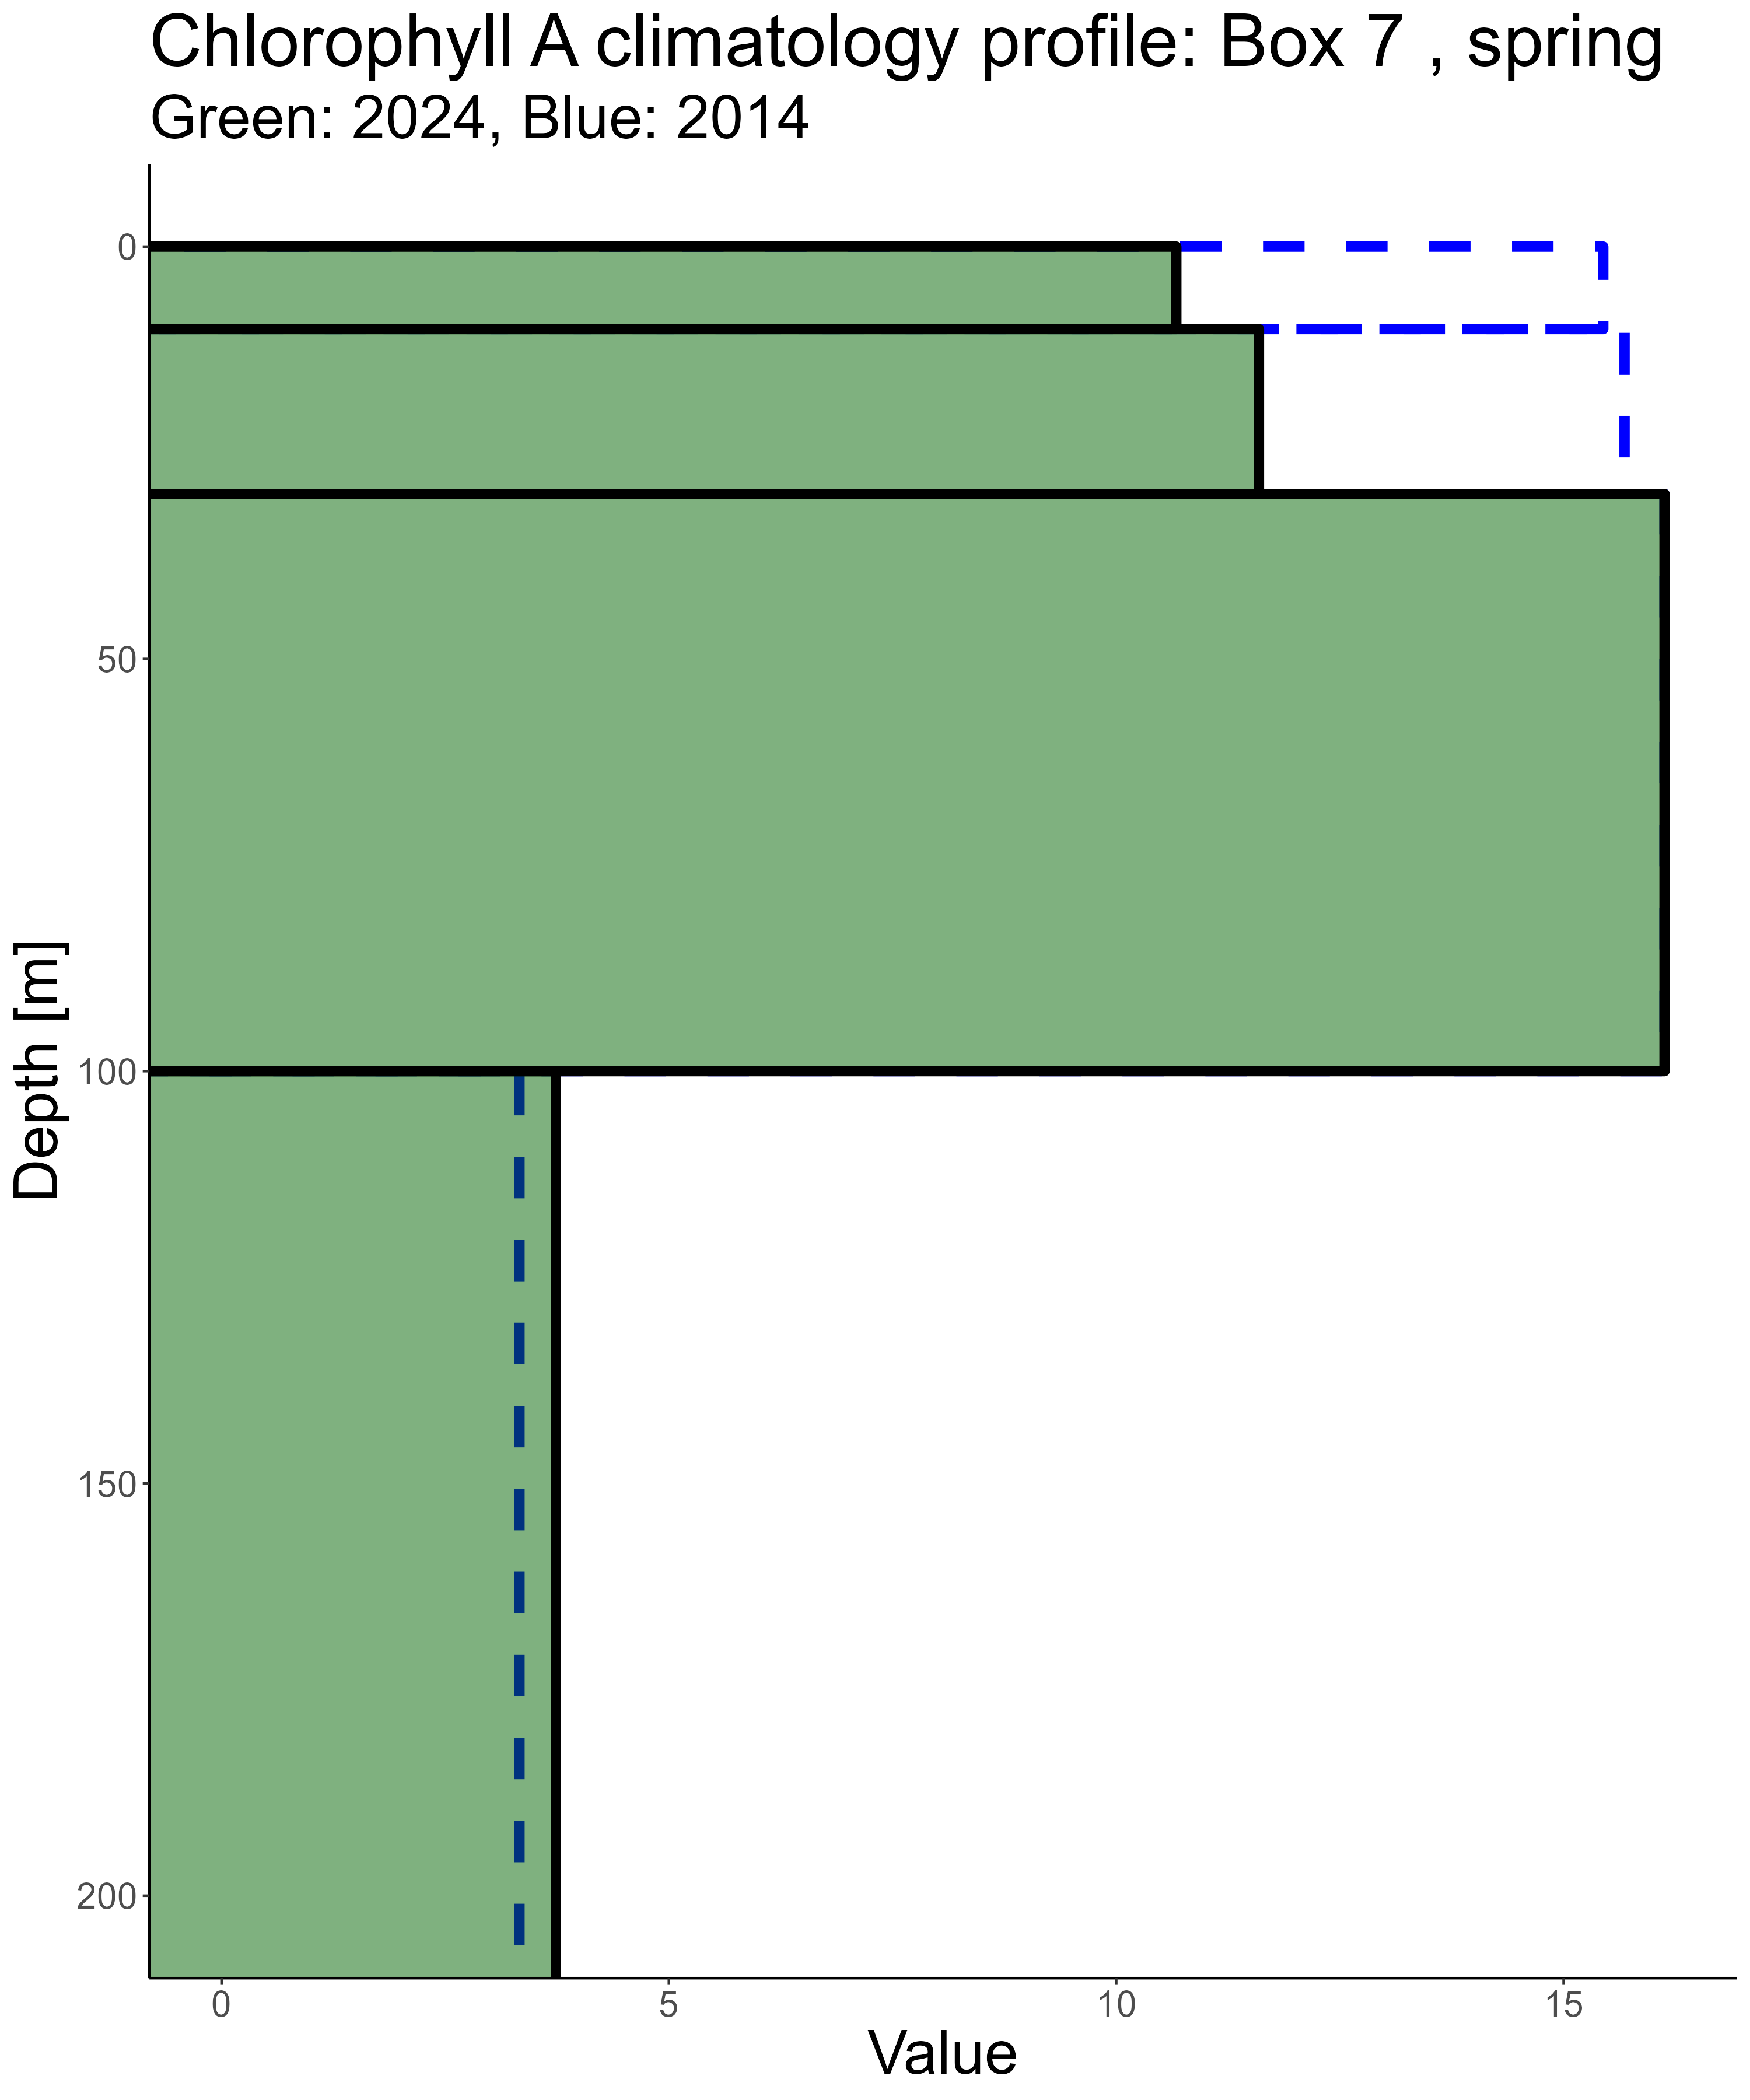 Chlorophyll A climatology profile: Box 7 , spring
Green: 2024, Blue: 2014
0
50
100
150
200
Depth [m]
0 5 10 15
Value